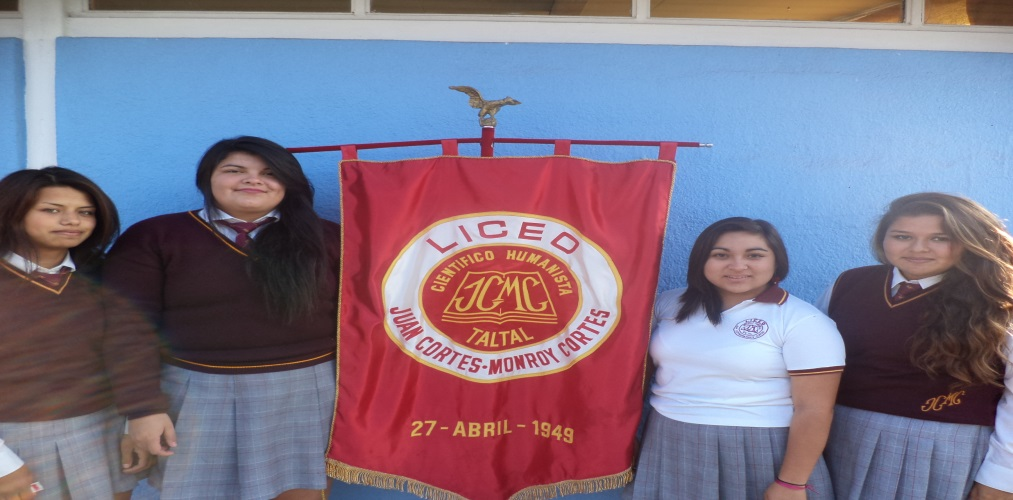 LICEO
CIENTIFICO HUMANISTA
JCMC
TALTAL
JUAN CORTES-MONROY CORTES
27-ABRIL-1949
JCMC